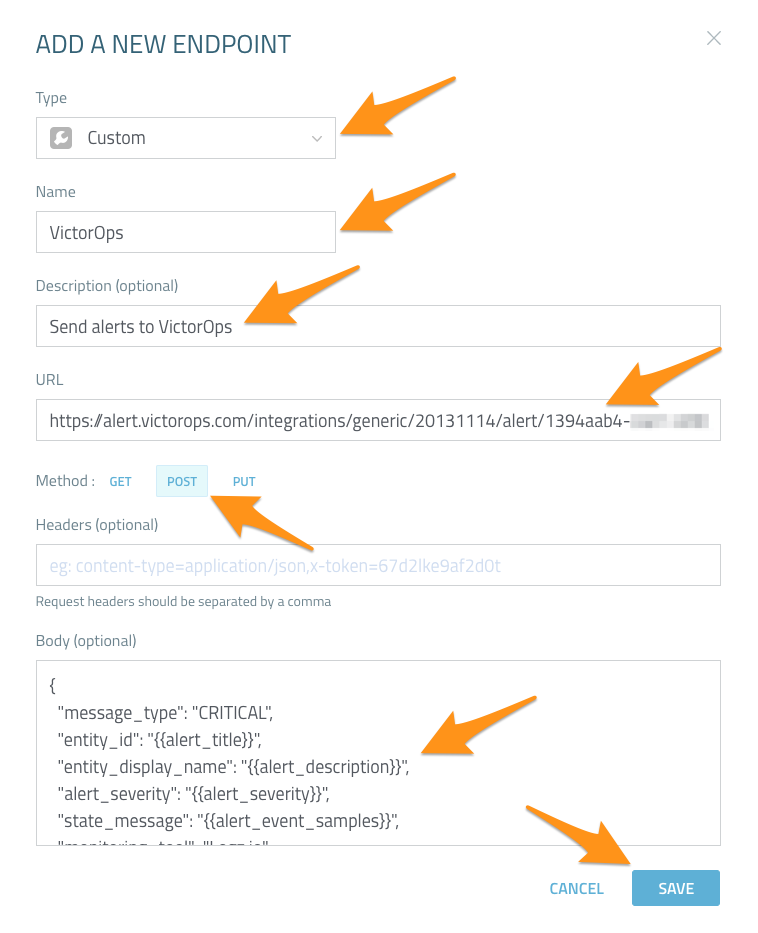 ADD A NEW ENDPOINT
Type
Custom
Name
VictorOps
Description (optional)
Send alerts to VictorOps
URL
https://alert.victorops.com/integrations/generic/20131114/alert/1394aab4-
Method : GET POST PUT
Headers (optional)
eg: content-type=application/json,x-token=67d2lke9af2d0t
Request headers should be separated by a comma
Body (optional)
{
"message_type": "CRITICAL",
"entity_id": "{{alert_title}}",
"entity_display_name": "{{alert_description}}",
"alert_severity": "{{alert_severity}}",
"state_message": "{{alert_event_samples}}",
"monitoring_tool": "Logz.io"
CANCEL SAVE